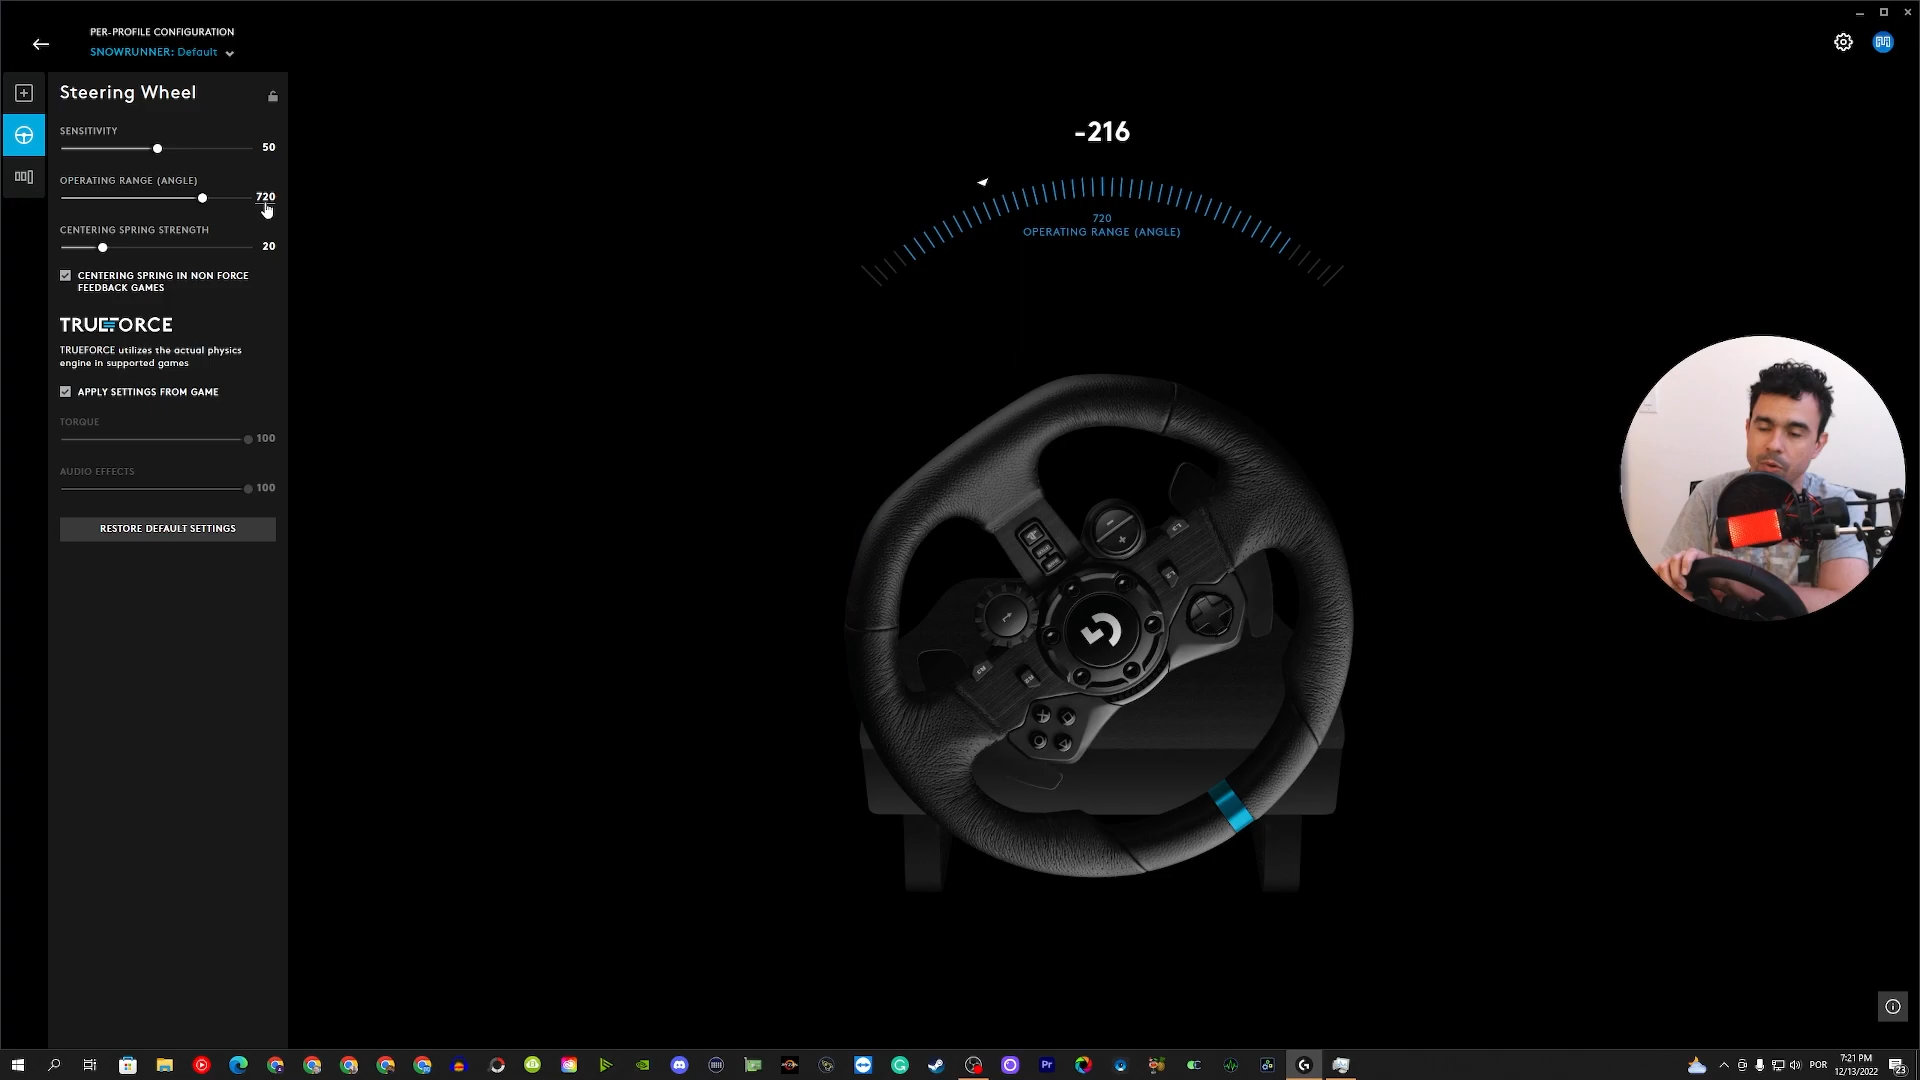 PER-PROFILE CONFIGURATION
SNOWRUNNER: Default
Steering Wheel
SENSITIVITY
50
OPERATING RANGE (ANGLE)
720
CENTERING SPRING STRENGTH
20
CENTERING SPRING IN NON FORCE
FEEDBACK GAMES
TRUEFORCE
TRUEFORCE utilizes the actual physics
engine in supported games
APPLY SETTINGS FROM GAME
TORQUE
100
AUDIO EFFECTS
100
RESTORE DEFAULT SETTINGS
-216
720
OPERATING RANGE (ANGLE)
POR
7:21 PM
12/13/2022
23